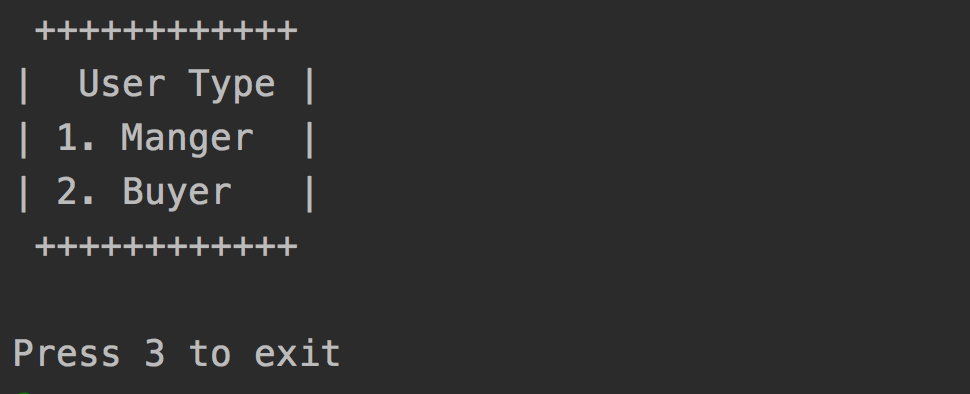 ++++++++++++
|  User Type |
| 1. Manger  |
| 2. Buyer   |
++++++++++++
Press 3 to exit